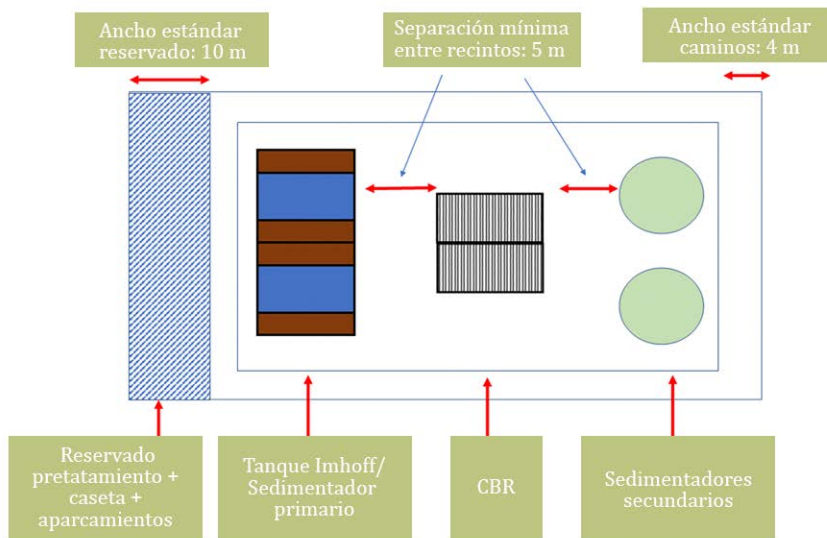 Ancho estándar
reservado: 10 m
Separación mínima
entre recintos: 5 m
Ancho estándar
caminos: 4 m
Reservado
pretatamiento +
caseta +
aparcamientos
Tanque Imhoff/
Sedimentador
primario
CBR
Sedimentadores
secundarios